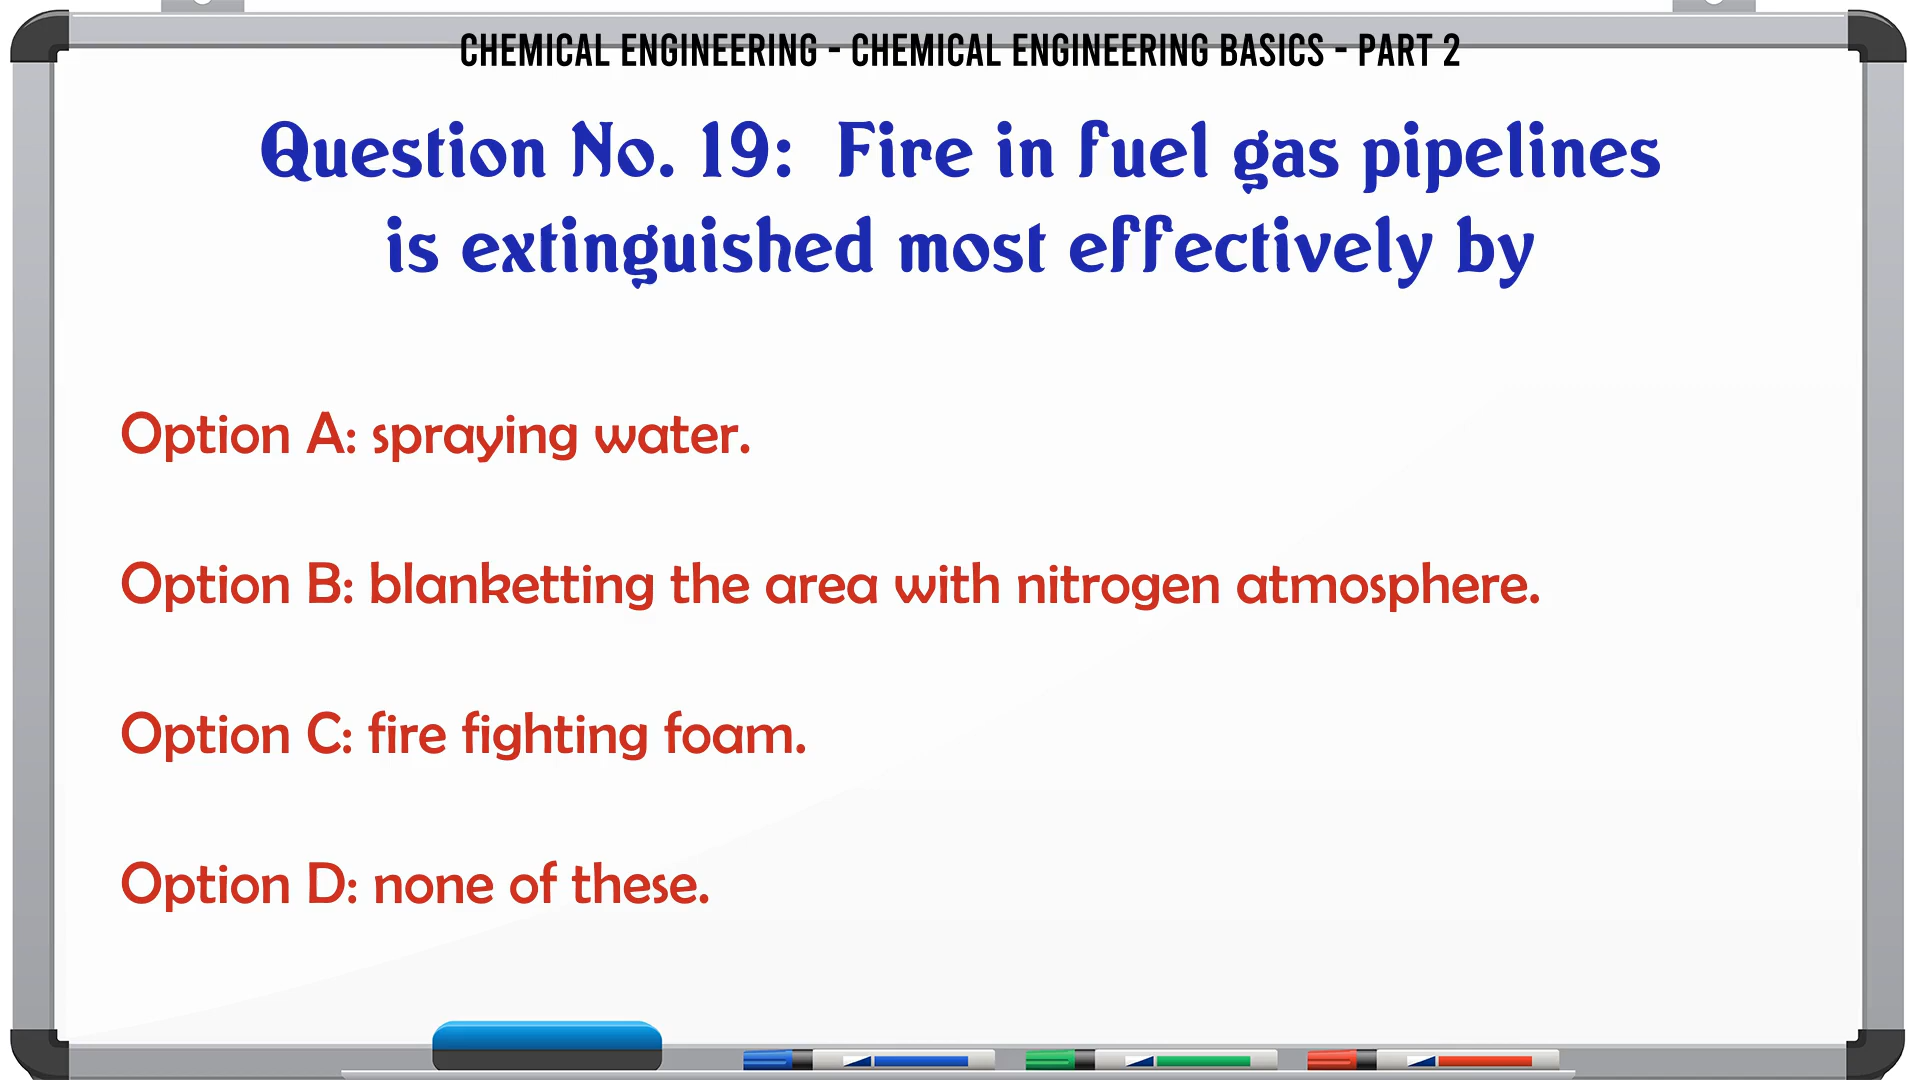 CHEMICAL ENGINEERING - CHEMICAL ENGINEERING BASICS - PART 2
Question No. 19: Fire in fuel gas pipelines
is extinguished most effectively by
Option A: spraying water.
Option B: blanketting the area with nitrogen atmosphere.
Option C: fire fighting foam.
Option D: none of these.